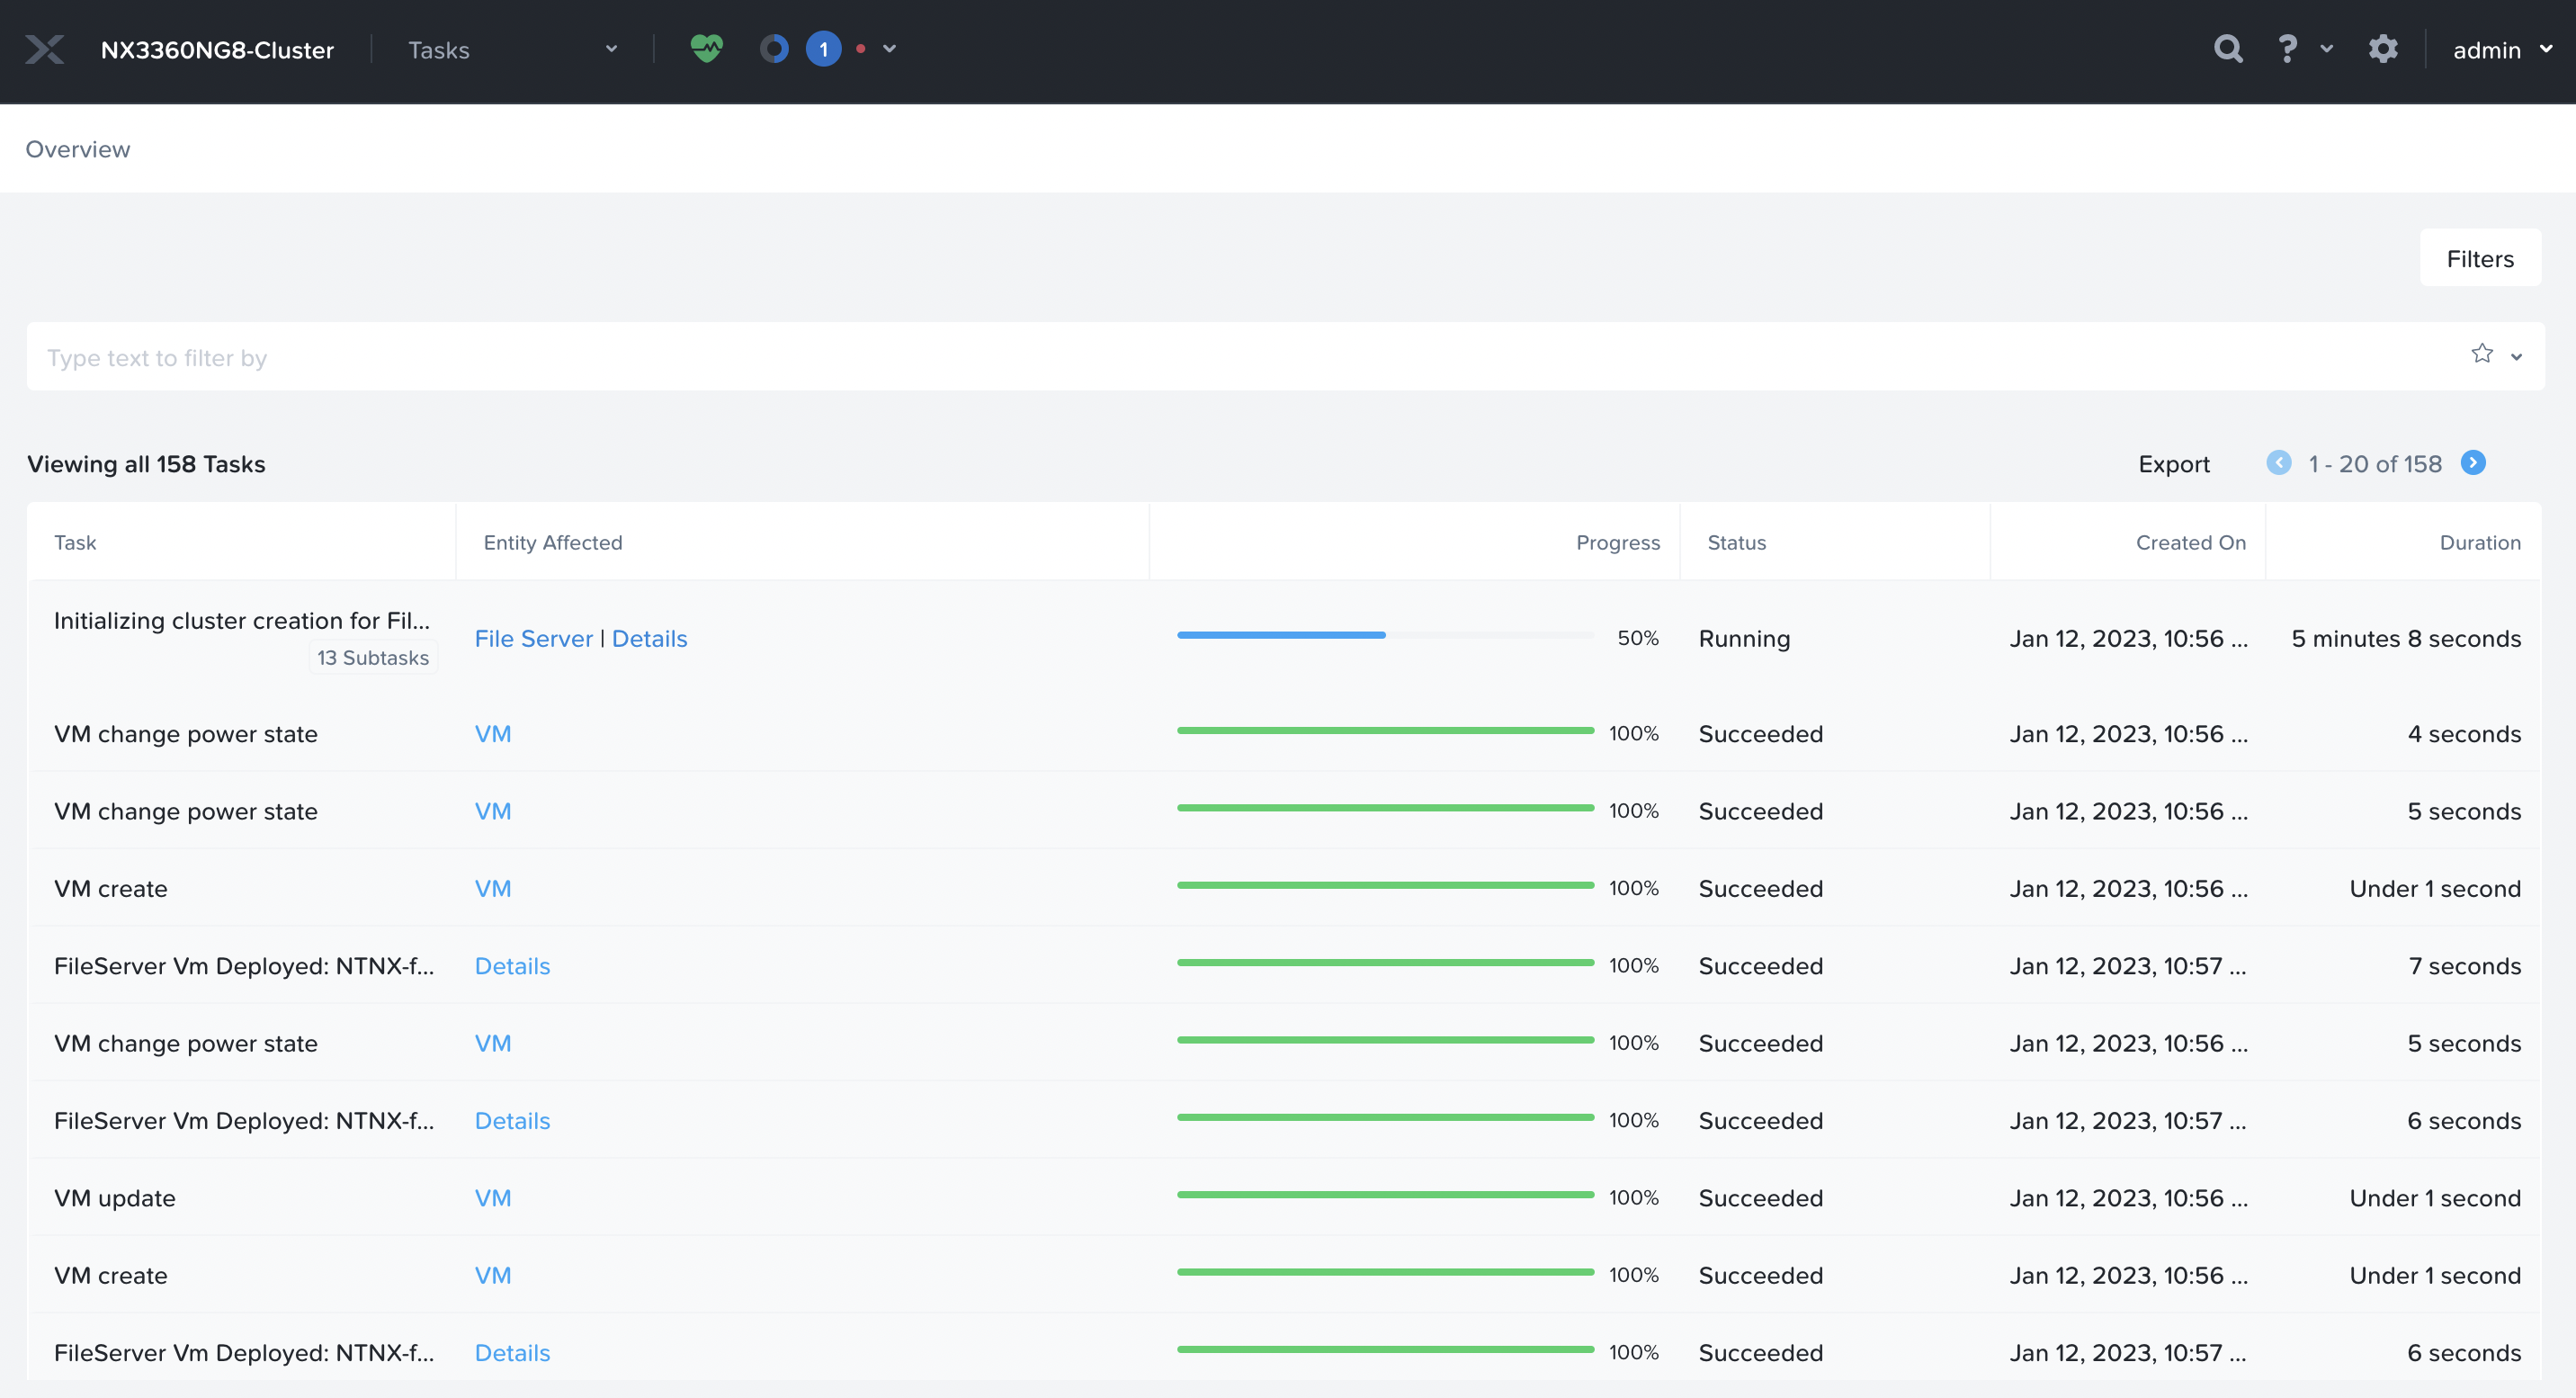 NX3360NG8-Cluster Tasks 1 ? admin
Overview
Filters
Type text to filter by
Viewing all 158 Tasks Export 1 - 20 of 158
Task Entity Affected Progress Status Created On Duration
Initializing cluster creation for Fil...
13 Subtasks
File Server | Details 50% Running Jan 12, 2023, 10:56 ... 5 minutes 8 seconds
VM change power state VM 100% Succeeded Jan 12, 2023, 10:56 ... 4 seconds
VM change power state VM 100% Succeeded Jan 12, 2023, 10:56 ... 5 seconds
VM create VM 100% Succeeded Jan 12, 2023, 10:56 ... Under 1 second
FileServer Vm Deployed: NTNX-f... Details 100% Succeeded Jan 12, 2023, 10:57 ... 7 seconds
VM change power state VM 100% Succeeded Jan 12, 2023, 10:56 ... 5 seconds
FileServer Vm Deployed: NTNX-f... Details 100% Succeeded Jan 12, 2023, 10:57 ... 6 seconds
VM update VM 100% Succeeded Jan 12, 2023, 10:56 ... Under 1 second
VM create VM 100% Succeeded Jan 12, 2023, 10:56 ... Under 1 second
FileServer Vm Deployed: NTNX-f... Details 100% Succeeded Jan 12, 2023, 10:57 ... 6 seconds